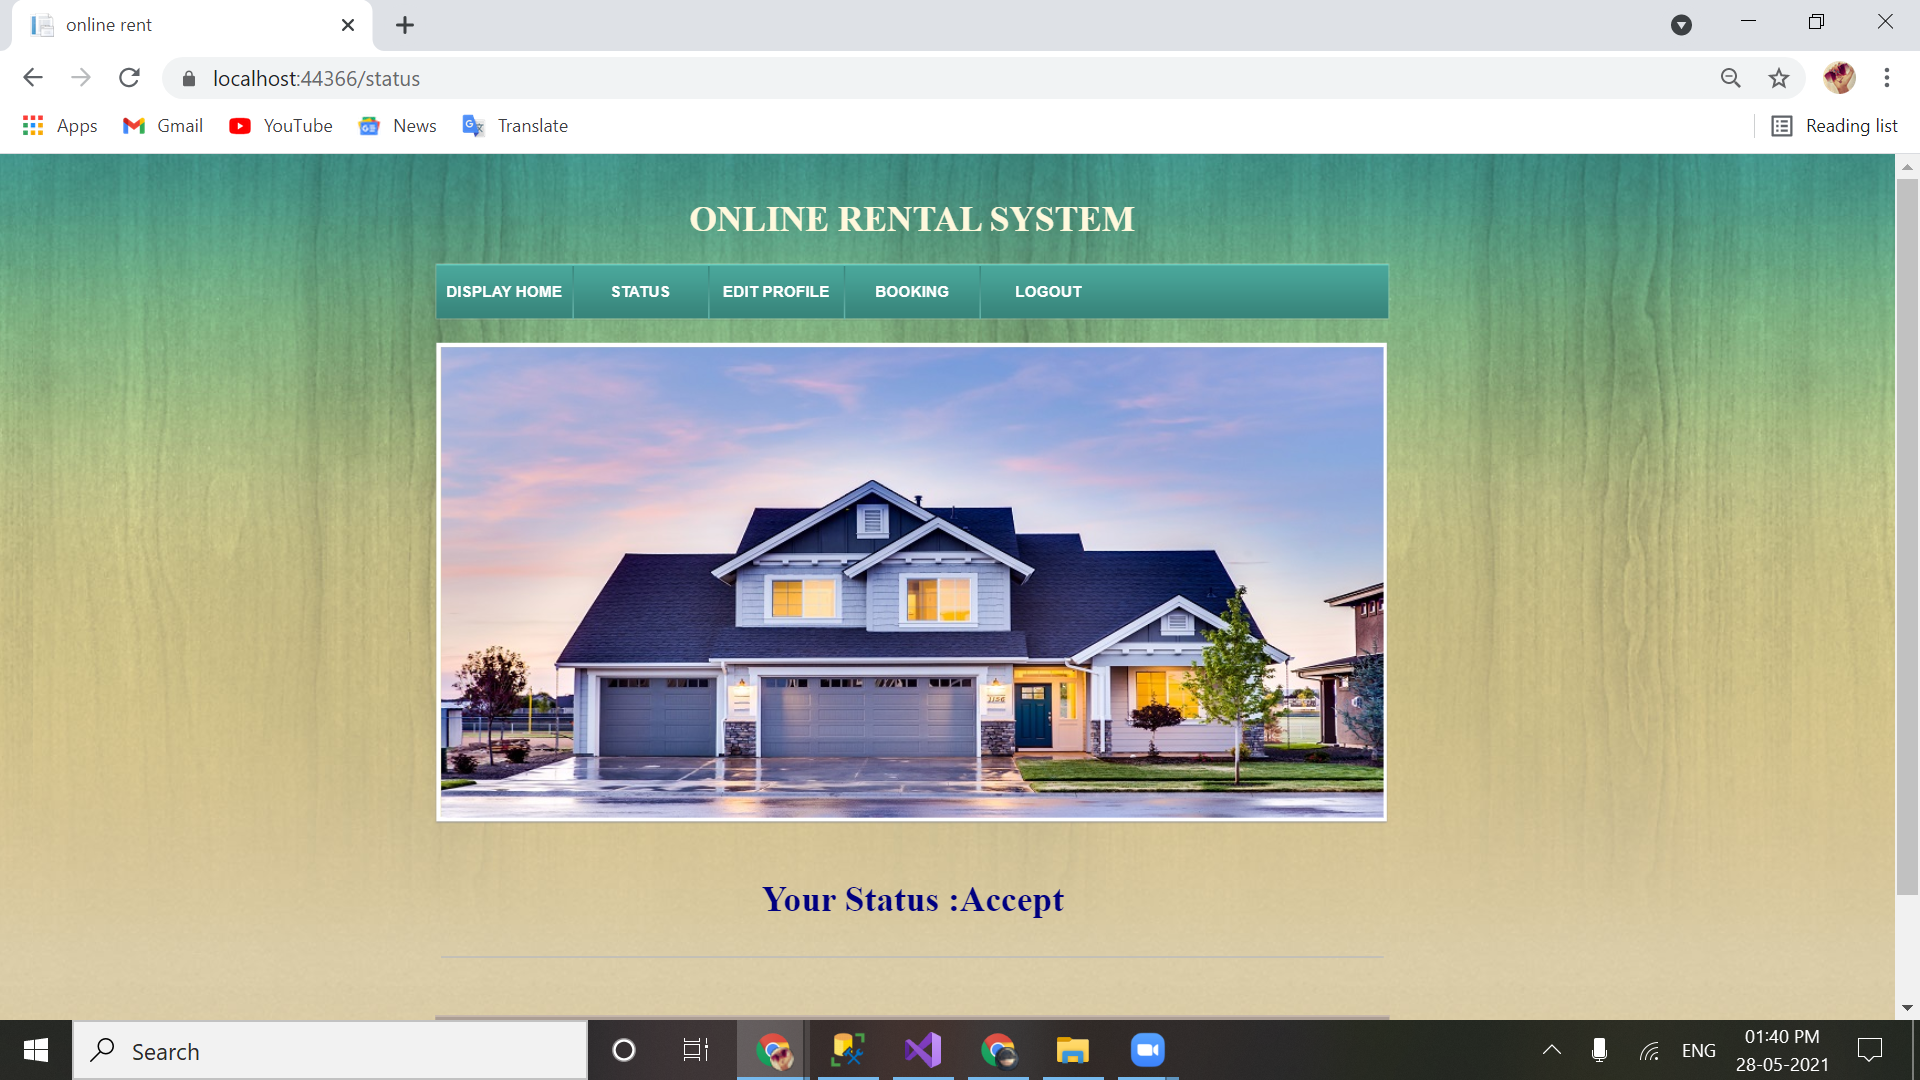 online rent
localhost:44366/status
Apps Gmail YouTube News Translate Reading list
ONLINE RENTAL SYSTEM
DISPLAY HOME STATUS EDIT PROFILE BOOKING LOGOUT
1156
Your Status :Accept
Search
ENG
01:40 PM
28-05-2021